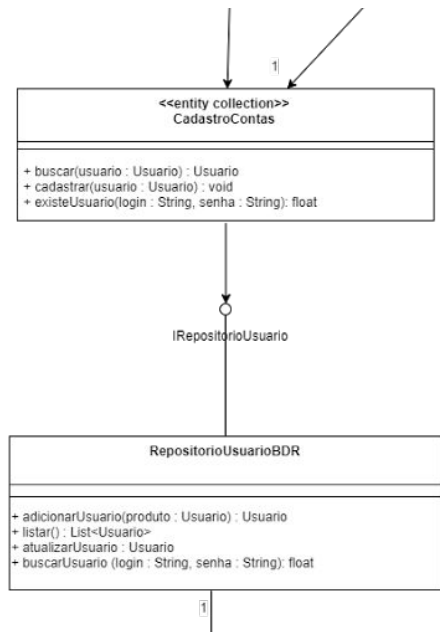 1
<<entity collection>>
CadastroContas
+ buscar(usuario : Usuario) : Usuario
+ cadastrar(usuario : Usuario) : void
+ existeUsuario(login : String, senha : String): float
IRepositorioUsuario
RepositorioUsuarioBDR
+ adicionarUsuario(produto : Usuario) : Usuario
+ listar() : List<Usuario>
+ atualizarUsuario : Usuario
+ buscarUsuario (login : String, senha : String): float
1